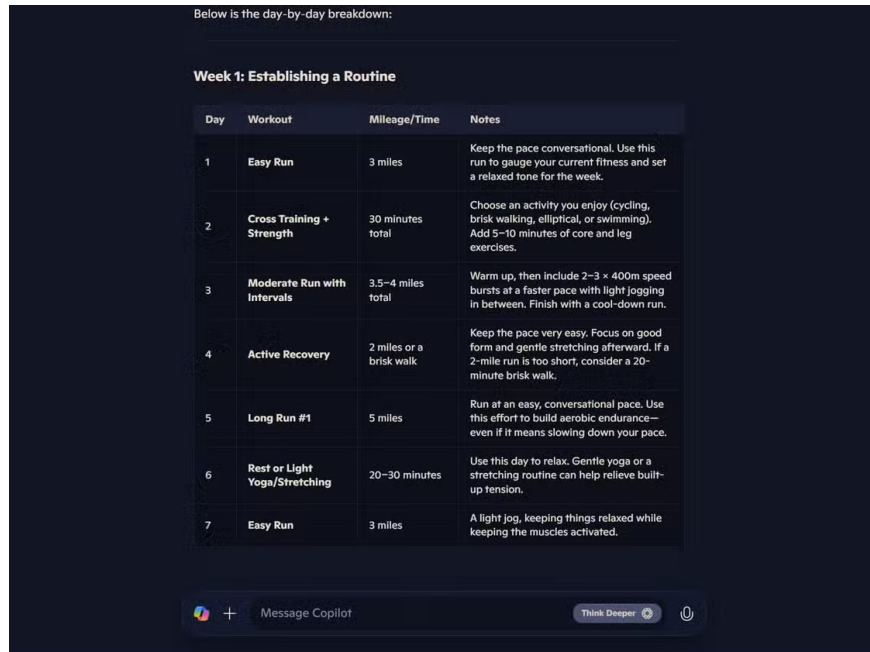 Below is the day-by-day breakdown:
Week 1: Establishing a Routine
Day Workout Mileage/Time Notes
1 Easy Run 3 miles Keep the pace conversational. Use this
run to gauge your current fitness and set
a relaxed tone for the week.
2 Cross Training +
Strength 30 minutes
total Choose an activity you enjoy (cycling,
brisk walking, elliptical, or swimming).
Add 5–10 minutes of core and leg
exercises.
3 Moderate Run with
Intervals 3.5–4 miles
total Warm up, then include 2–3 × 400m speed
bursts at a faster pace with light jogging
in between. Finish with a cool-down run.
4 Active Recovery 2 miles or a
brisk walk Keep the pace very easy. Focus on good
form and gentle stretching afterward. If a
2-mile run is too short, consider a 20-
minute brisk walk.
5 Long Run #1 5 miles Run at an easy, conversational pace. Use
this effort to build aerobic endurance—
even if it means slowing down your pace.
6 Rest or Light
Yoga/Stretching 20–30 minutes Use this day to relax. Gentle yoga or a
stretching routine can help relieve built-
up tension.
7 Easy Run 3 miles A light jog, keeping things relaxed while
keeping the muscles activated.
Message Copilot Think Deeper